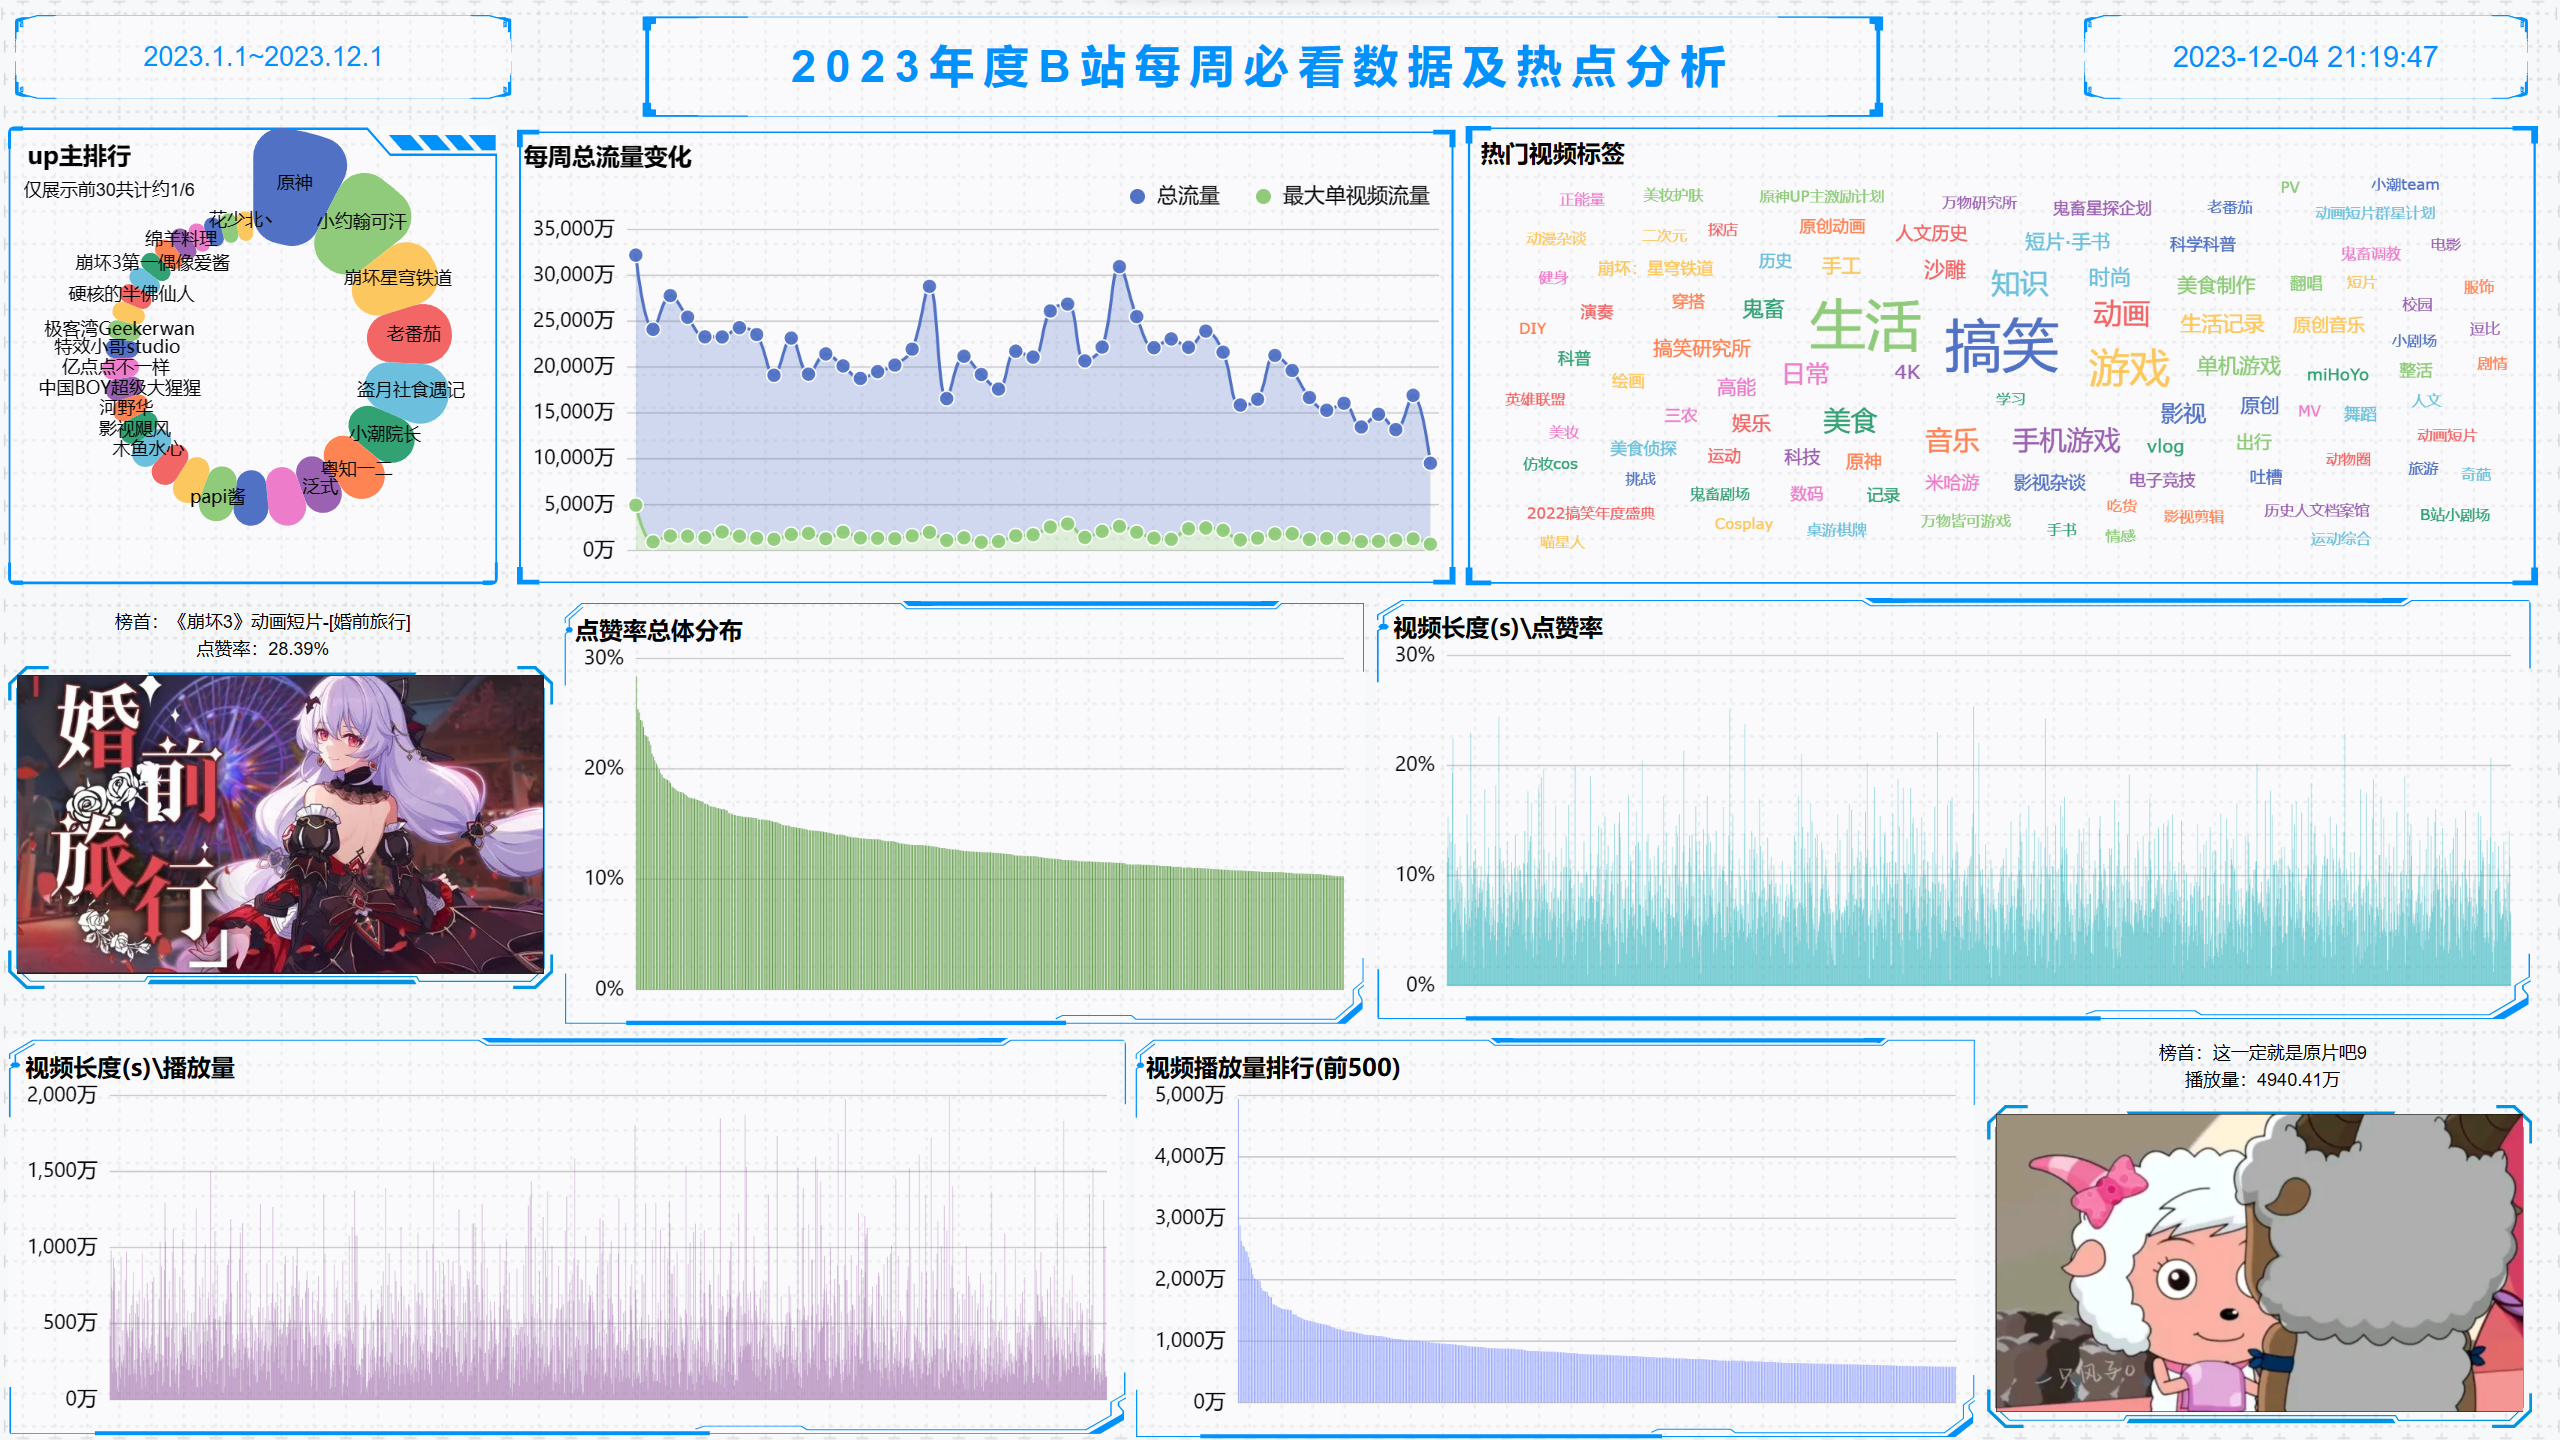 2023.1.1~2023.12.1
2023年度B站每周必看数据及热点分析
2023-12-04 21:19:47
up主排行
仅展示前30共计约1/6
原神
小约翰可汗
崩坏星穹铁道
老番茄
盗月社食遇记
小潮院长
粤知一二
泛式
papi酱
木鱼水心
影视飓风
河野华
中国BOY超级大猩猩
亿点点不一样
特效小哥studio
极客湾Geekerwan
硬核的半佛仙人
崩坏3第一偶像爱酱
绵羊料理
花少北丶
每周总流量变化
总流量 最大单视频流量
35,000万
30,000万
25,000万
20,000万
15,000万
10,000万
5,000万
0万
热门视频标签
正能量 美妆护肤 原神UP主激励计划 万物研究所 鬼畜星探企划 老番茄 PV 小潮team
动画短片群星计划
动漫杂谈 二次元 探店 原创动画 人文历史 短片·手书 科学科普 鬼畜调教 电影
健身 崩坏：星穹铁道 历史 手工 沙雕 知识 时尚 美食制作 翻唱 短片 服饰
DIY 演奏 穿搭 鬼畜 生活 搞笑 动画 生活记录 原创音乐 校园 逗比
科普 搞笑研究所 日常 4K 游戏 单机游戏 miHoYo 小剧场 整活 剧情
英雄联盟 绘画 高能 学习 影视 原创 MV 舞蹈 人文
美妆 三农 娱乐 美食 音乐 手机游戏 vlog 出行 动画短片
仿妆cos 美食侦探 运动 科技 原神 动物圈 旅游 奇葩
挑战 鬼畜剧场 数码 记录 米哈游 影视杂谈 电子竞技 吐槽
2022搞笑年度盛典 Cosplay 桌游棋牌 万物皆可游戏 手书 吃货 影视剪辑 历史人文档案馆 B站小剧场
喵星人 情感 运动综合
榜首：《崩坏3》动画短片-[婚前旅行]
点赞率：28.39%
婚
前
旅
行
点赞率总体分布
30%
20%
10%
0%
视频长度(s)\点赞率
30%
20%
10%
0%
视频长度(s)\播放量
2,000万
1,500万
1,000万
500万
0万
视频播放量排行(前500)
5,000万
4,000万
3,000万
2,000万
1,000万
0万
榜首：这一定就是原片吧9
播放量：4940.41万